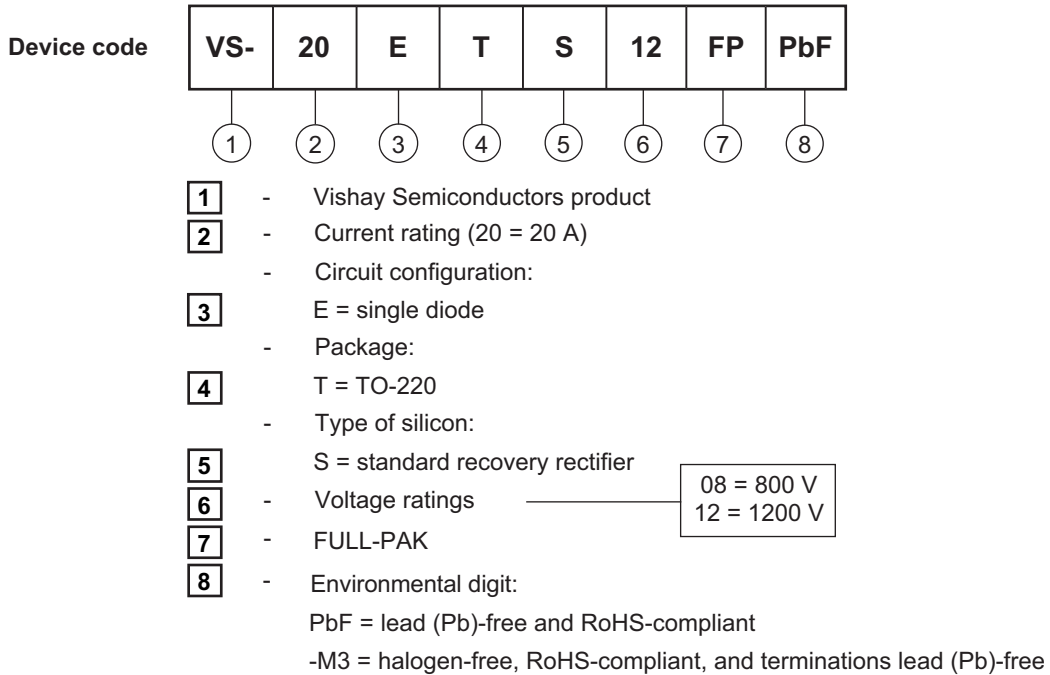 Device code VS- 20 E T S 12 FP PbF
1 2 3 4 5 6 7 8
1 - Vishay Semiconductors product
2 - Current rating (20 = 20 A)
- Circuit configuration:
3 E = single diode
- Package:
4 T = TO-220
- Type of silicon:
5 S = standard recovery rectifier
6 - Voltage ratings
08 = 800 V
12 = 1200 V
7 - FULL-PAK
8 - Environmental digit:
PbF = lead (Pb)-free and RoHS-compliant
-M3 = halogen-free, RoHS-compliant, and terminations lead (Pb)-free